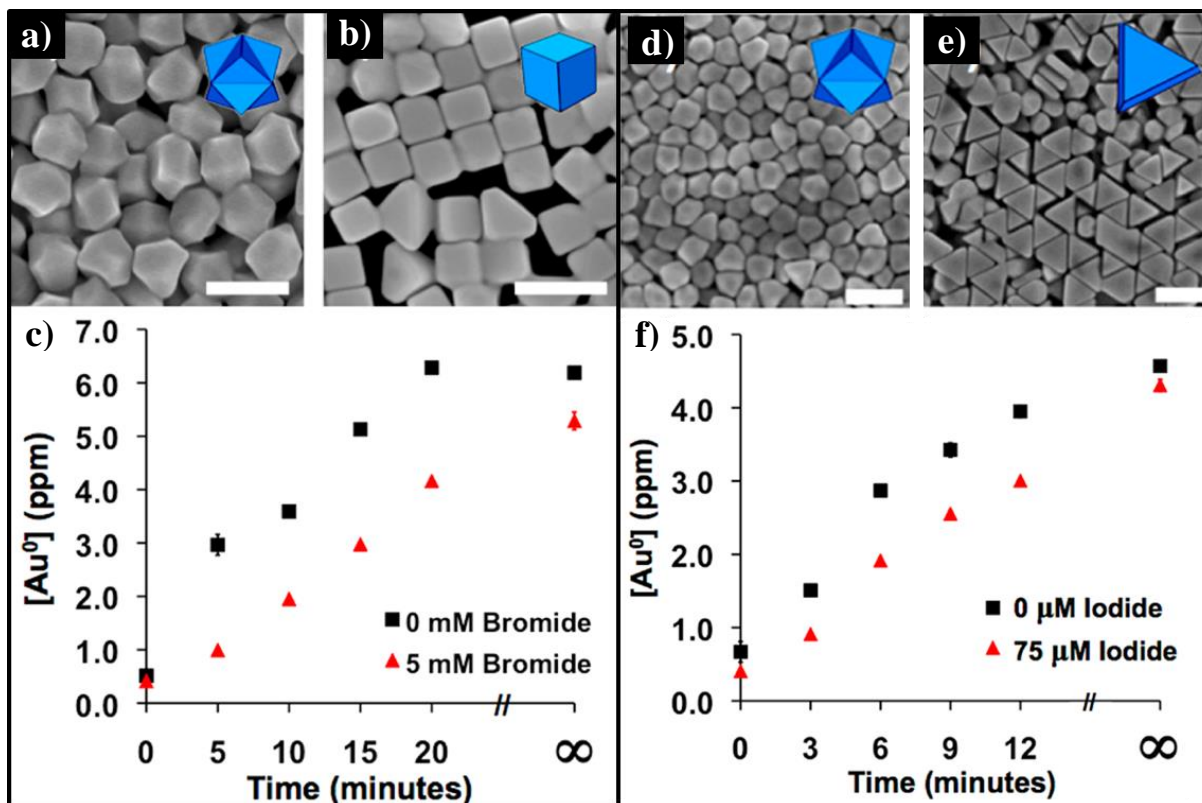 a)
b)
d)
e)
c)
[Au⁰] (ppm)
7.0
6.0
5.0
4.0
3.0
2.0
1.0
0.0
0 mM Bromide
5 mM Bromide
0 5 10 15 20 // ∞
Time (minutes)
f)
[Au⁰] (ppm)
5.0
4.0
3.0
2.0
1.0
0.0
0 µM Iodide
75 µM Iodide
0 3 6 9 12 // ∞
Time (minutes)